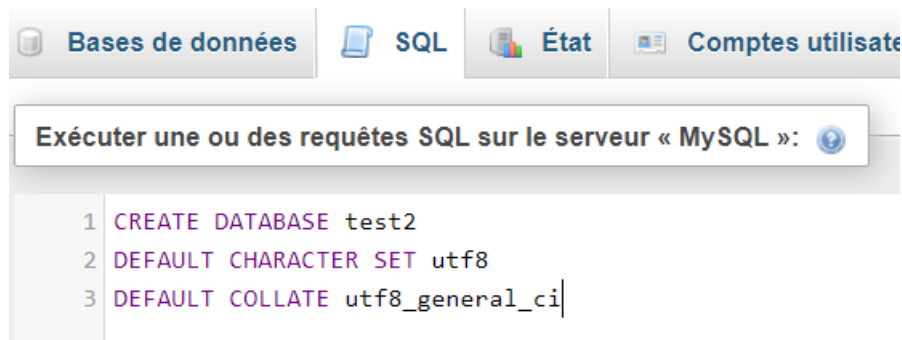 Bases de données SQL État Comptes utilisate
Exécuter une ou des requêtes SQL sur le serveur « MySQL »:
1 CREATE DATABASE test2
2 DEFAULT CHARACTER SET utf8
3 DEFAULT COLLATE utf8_general_ci